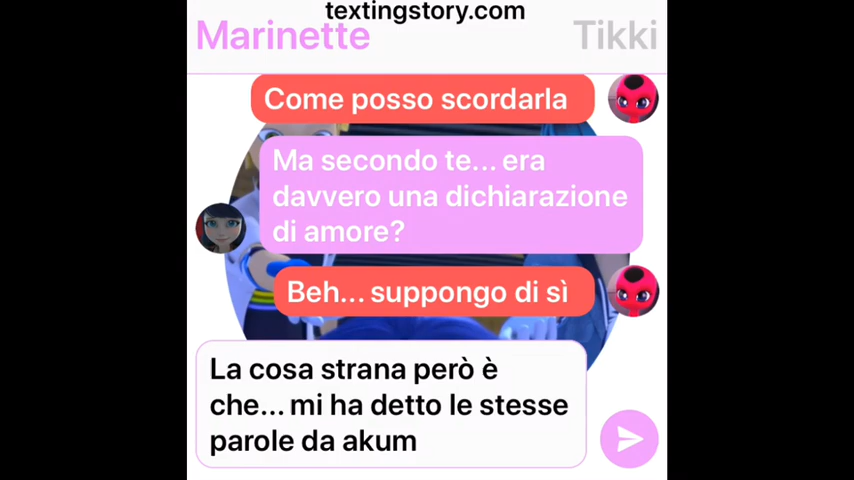 textingstory.com
Marinette
Tikki
Come posso scordarla
Ma secondo te... era
davvero una dichiarazione
di amore?
Beh... suppongo di sì
La cosa strana però è
che... mi ha detto le stesse
parole da akum